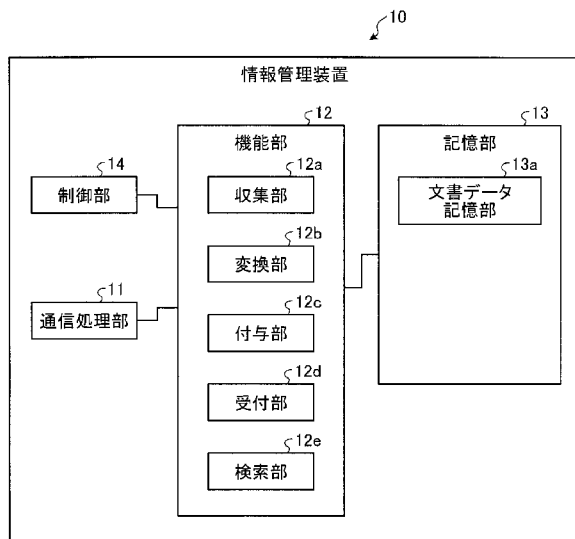 10
情報管理装置
12
機能部
13
記憶部
14
制御部
12a
収集部
13a
文書データ
記憶部
12b
変換部
11
通信処理部
12c
付与部
12d
受付部
12e
検索部